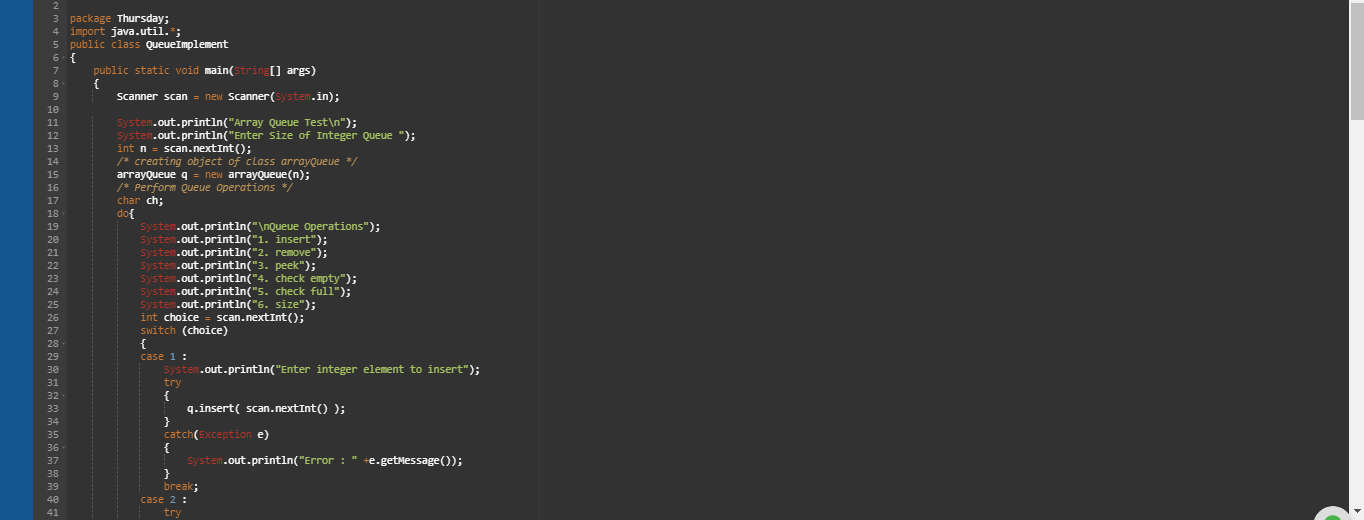 2
3 package Thursday;
4 import java.util.*;
5 public class QueueImplement
6 {
7 public static void main(String[] args)
8 {
9 Scanner scan = new Scanner(System.in);
10
11 System.out.println("Array Queue Test\n");
12 System.out.println("Enter Size of Integer Queue ");
13 int n = scan.nextInt();
14 /* creating object of class arrayQueue */
15 arrayQueue q = new arrayQueue(n);
16 /* Perform Queue Operations */
17 char ch;
18 do{
19 System.out.println("\nQueue Operations");
20 System.out.println("1. insert");
21 System.out.println("2. remove");
22 System.out.println("3. peek");
23 System.out.println("4. check empty");
24 System.out.println("5. check full");
25 System.out.println("6. size");
26 int choice = scan.nextInt();
27 switch (choice)
28 {
29 case 1 :
30 System.out.println("Enter integer element to insert");
31 try
32 {
33 q.insert( scan.nextInt() );
34 }
35 catch(Exception e)
36 {
37 System.out.println("Error : " +e.getMessage());
38 }
39 break;
40 case 2 :
41 try